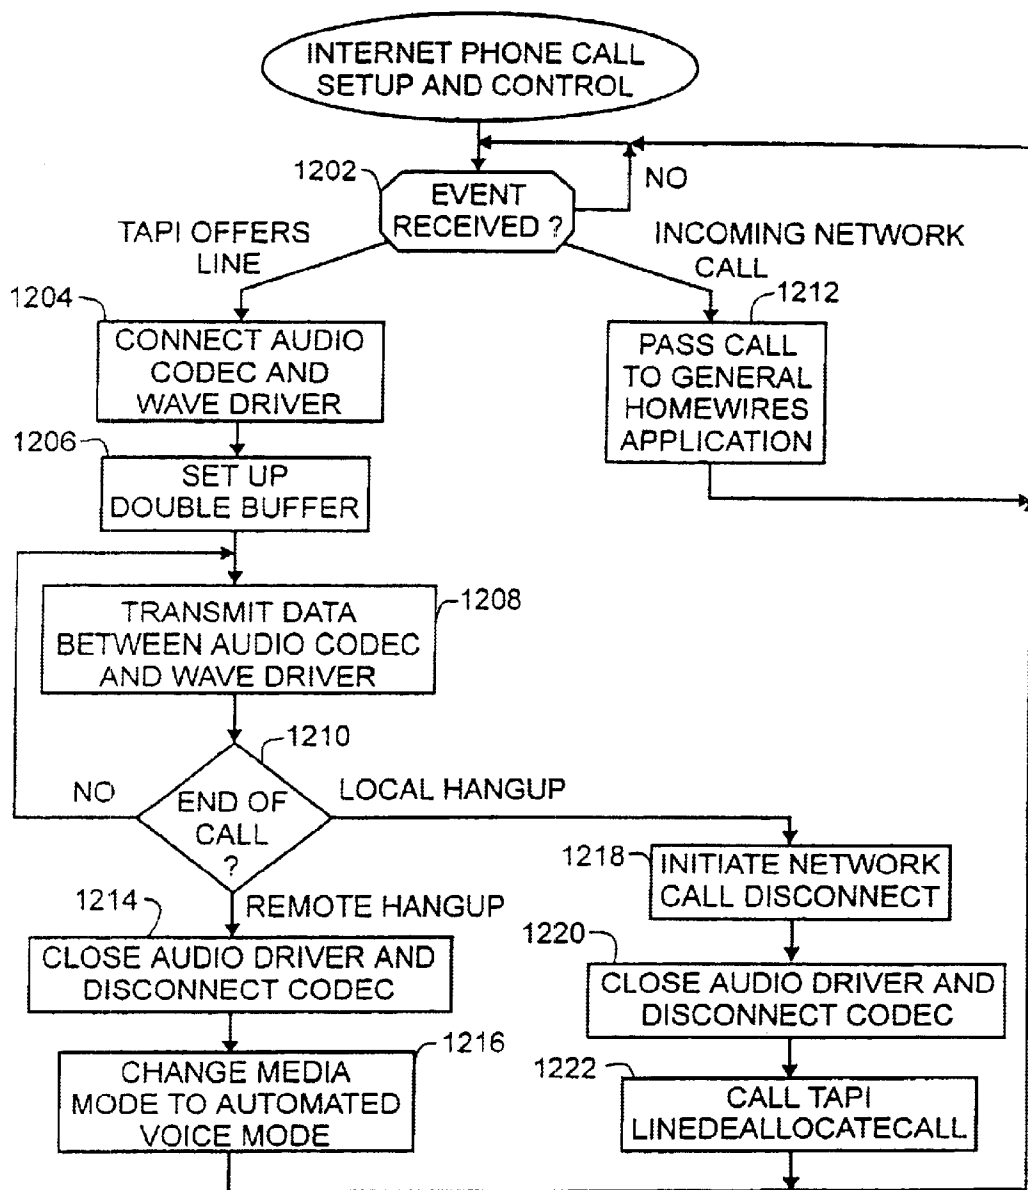 INTERNET PHONE CALL
SETUP AND CONTROL
1202
EVENT
RECEIVED ?
NO
TAPI OFFERS
LINE
INCOMING NETWORK
CALL
1204
CONNECT AUDIO
CODEC AND
WAVE DRIVER
1212
PASS CALL
TO GENERAL
HOMEWIRES
APPLICATION
1206
SET UP
DOUBLE BUFFER
1208
TRANSMIT DATA
BETWEEN AUDIO CODEC
AND WAVE DRIVER
1210
END OF
CALL
?
NO
LOCAL HANGUP
REMOTE HANGUP
1214
CLOSE AUDIO DRIVER AND
DISCONNECT CODEC
1216
CHANGE MEDIA
MODE TO AUTOMATED
VOICE MODE
1218
INITIATE NETWORK
CALL DISCONNECT
1220
CLOSE AUDIO DRIVER AND
DISCONNECT CODEC
1222
CALL TAPI
LINEDEALLOCATECALL